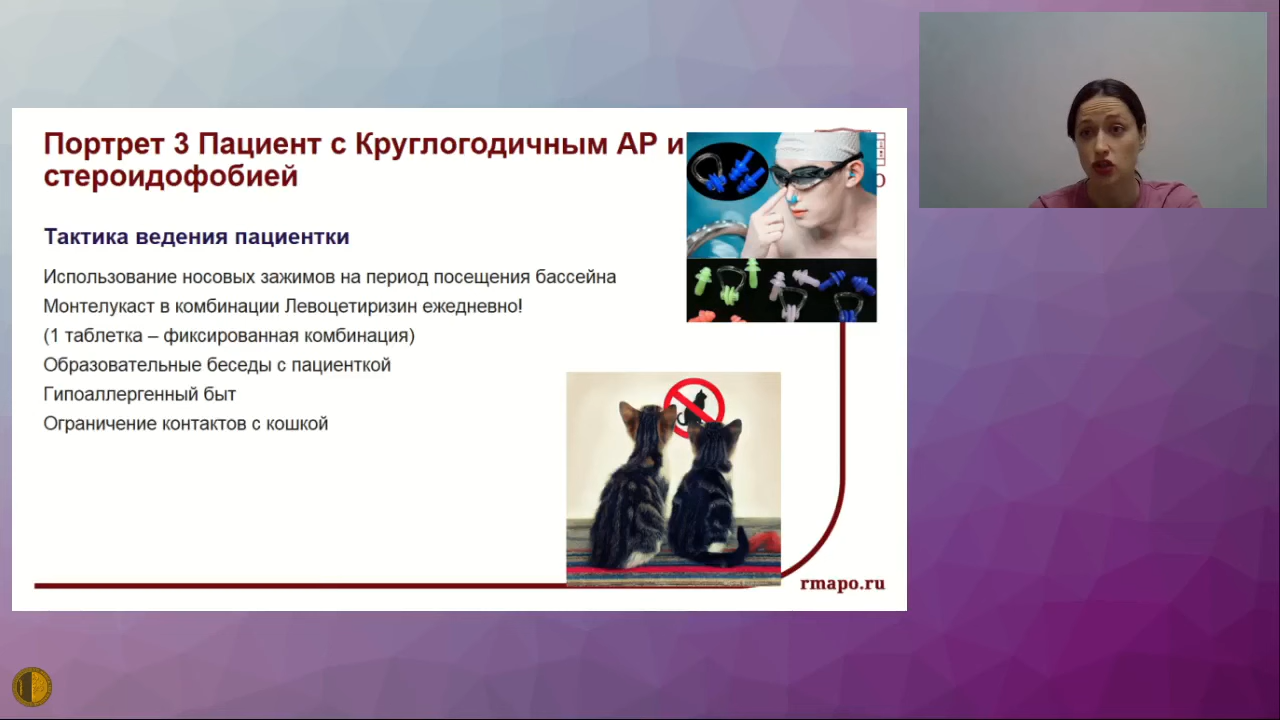 Портрет 3 Пациент с Круглогодичным АР и
стероидофобией
Тактика ведения пациентки
Использование носовых зажимов на период посещения бассейна
Монтелукаст в комбинации Левоцетиризин ежедневно!
(1 таблетка – фиксированная комбинация)
Образовательные беседы с пациенткой
Гипоаллергенный быт
Ограничение контактов с кошкой
rmapo.ru